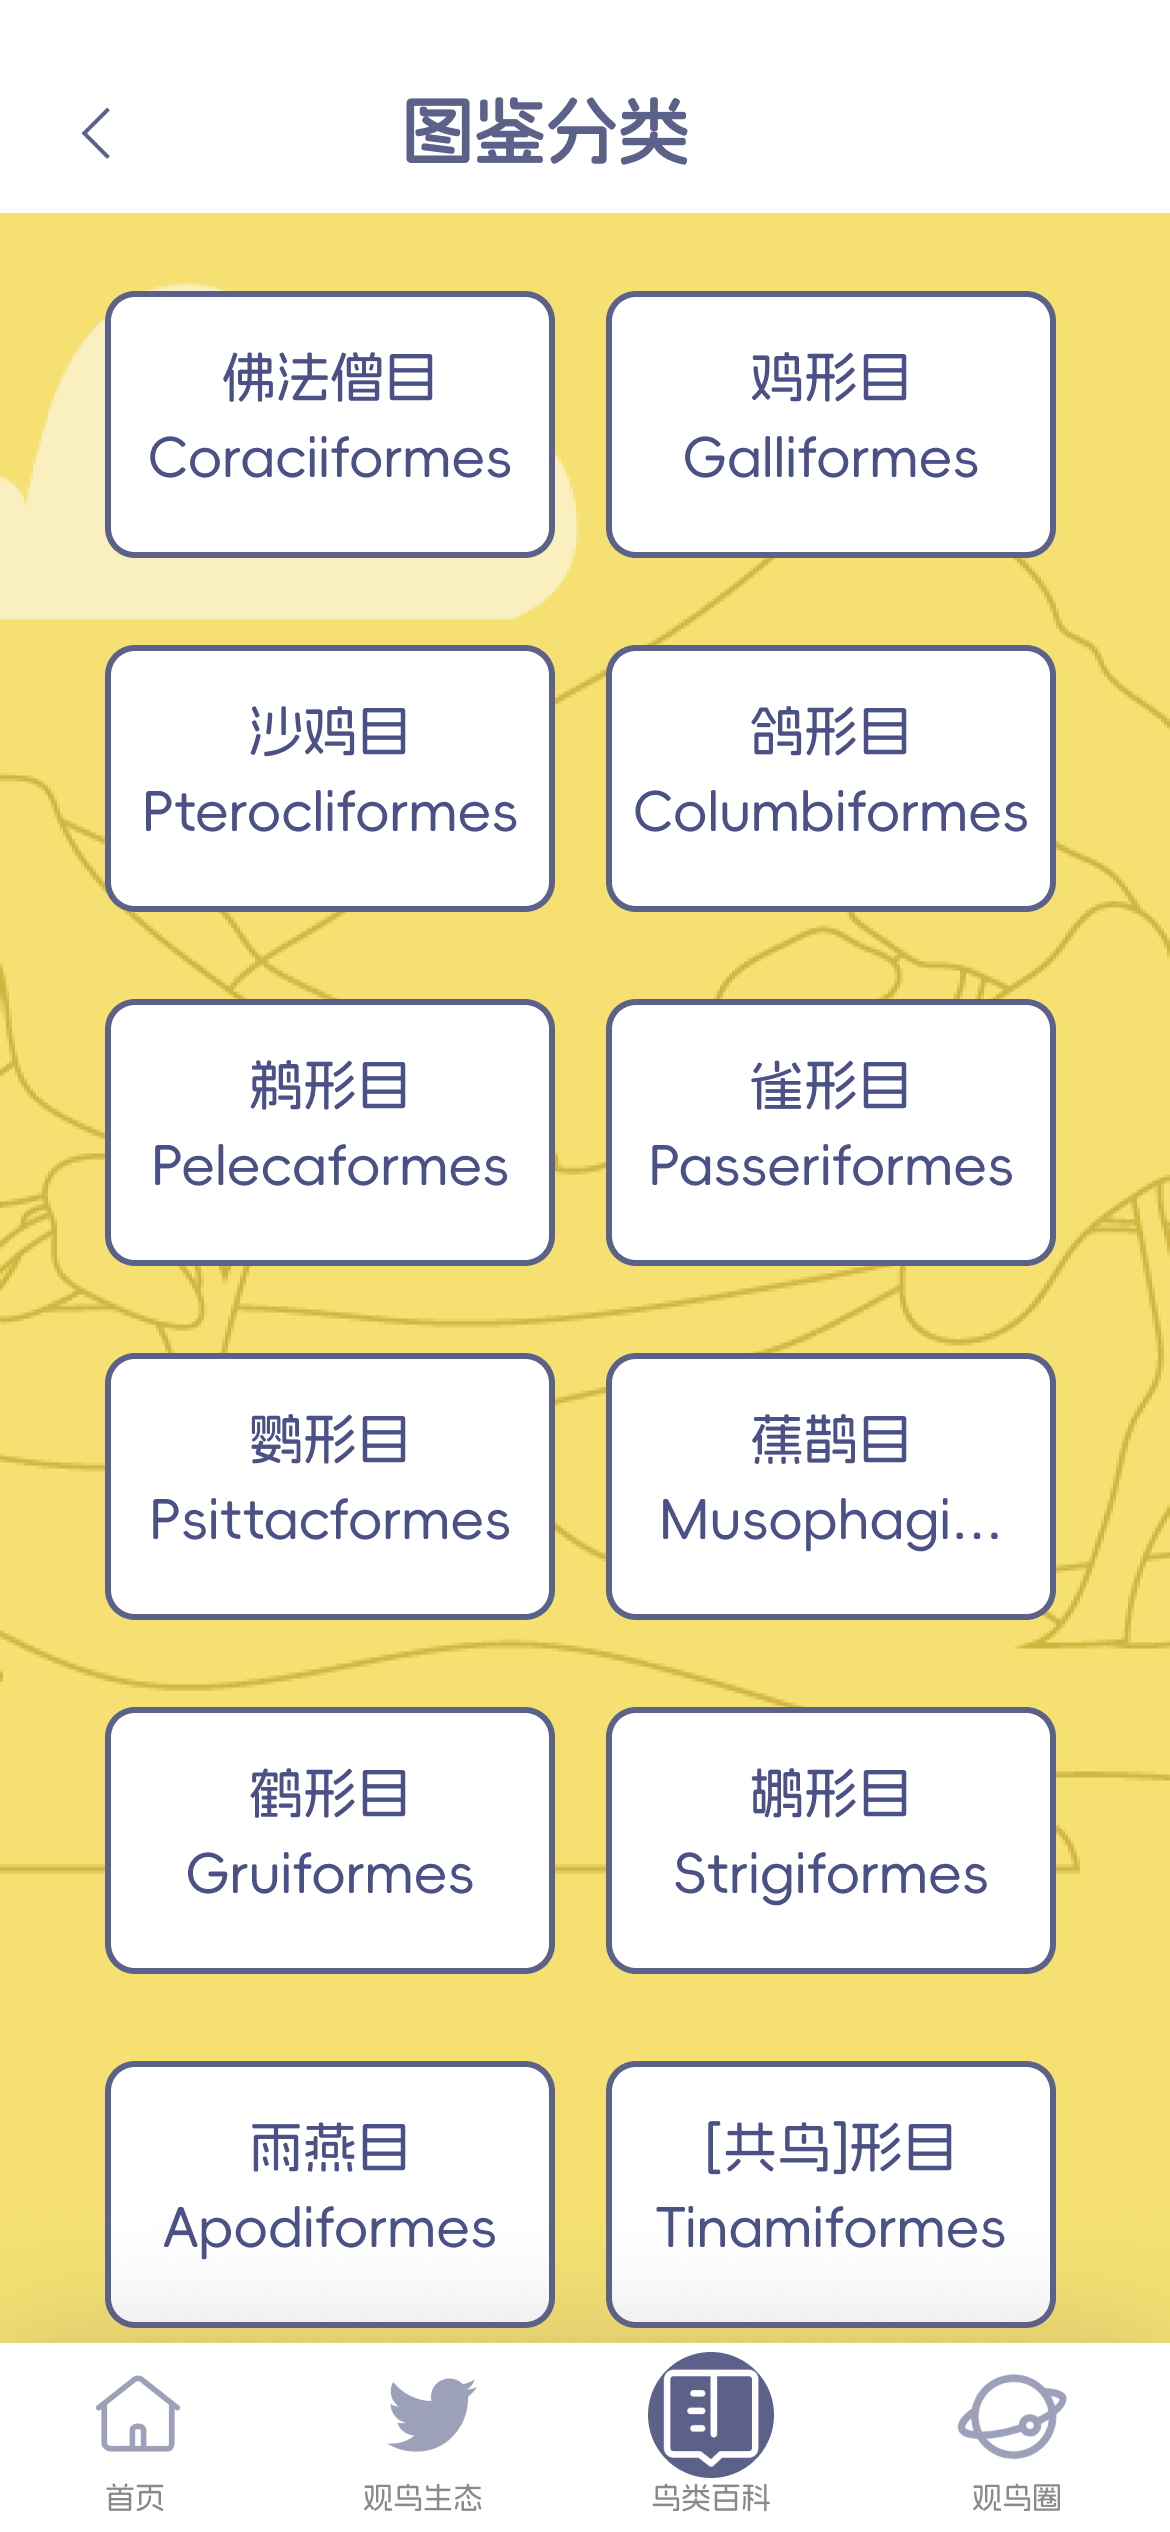 图鉴分类
佛法僧目
Coraciiformes
鸡形目
Galliformes
沙鸡目
Pterocliformes
鸽形目
Columbiformes
鹈形目
Pelecaformes
雀形目
Passeriformes
鹦形目
Psittacformes
蕉鹊目
Musophagi...
鹤形目
Gruiformes
鹕形目
Strigiformes
雨燕目
Apodiformes
[共鸟]形目
Tinamiformes
首页
观鸟生态
鸟类百科
观鸟圈